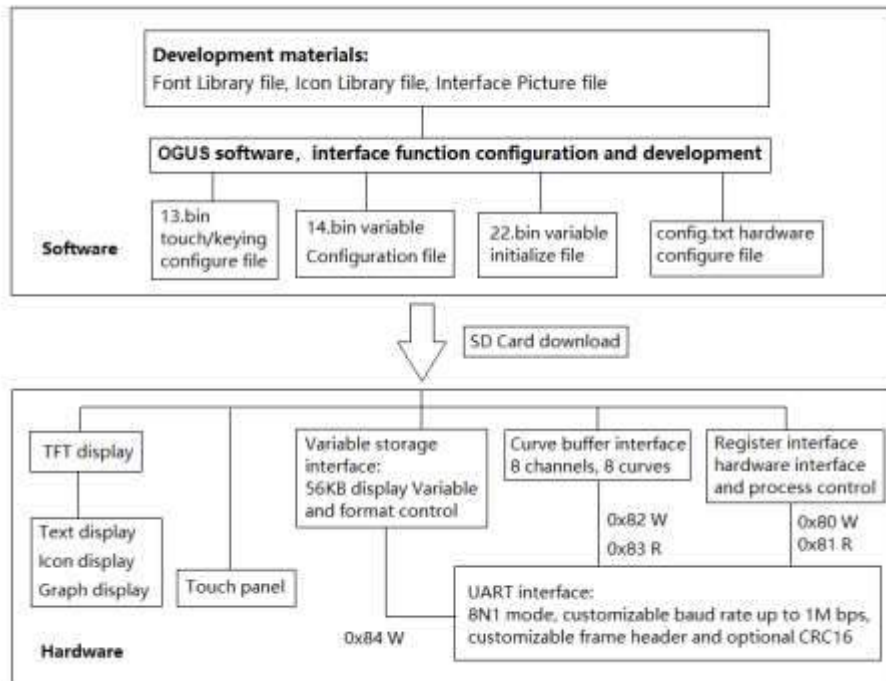 Development materials:
Font Library file, Icon Library file, Interface Picture file
OGUS software, interface function configuration and development
13.bin
touch/keying
configure file
14.bin variable
Configuration file
22.bin variable
initialize file
config.txt hardware
configure file
Software
SD Card download
TFT display
Variable storage
interface:
56KB display Variable
and format control
Curve buffer interface
8 channels, 8 curves
Register interface
hardware interface
and process control
Text display
Icon display
Graph display
Touch panel
0x82 W
0x83 R
0x80 W
0x81 R
UART interface:
8N1 mode, customizable baud rate up to 1M bps,
customizable frame header and optional CRC16
0x84 W
Hardware